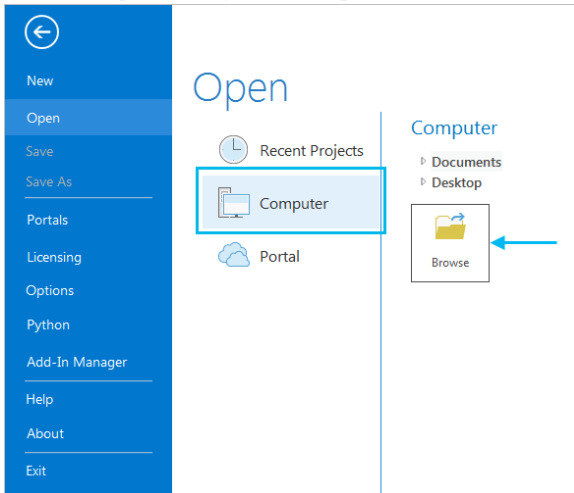 New
Open
Save
Save As
Portals
Licensing
Options
Python
Add-In Manager
Help
About
Exit
Open
Recent Projects
Computer
Portal
Computer
Documents
Desktop
Browse